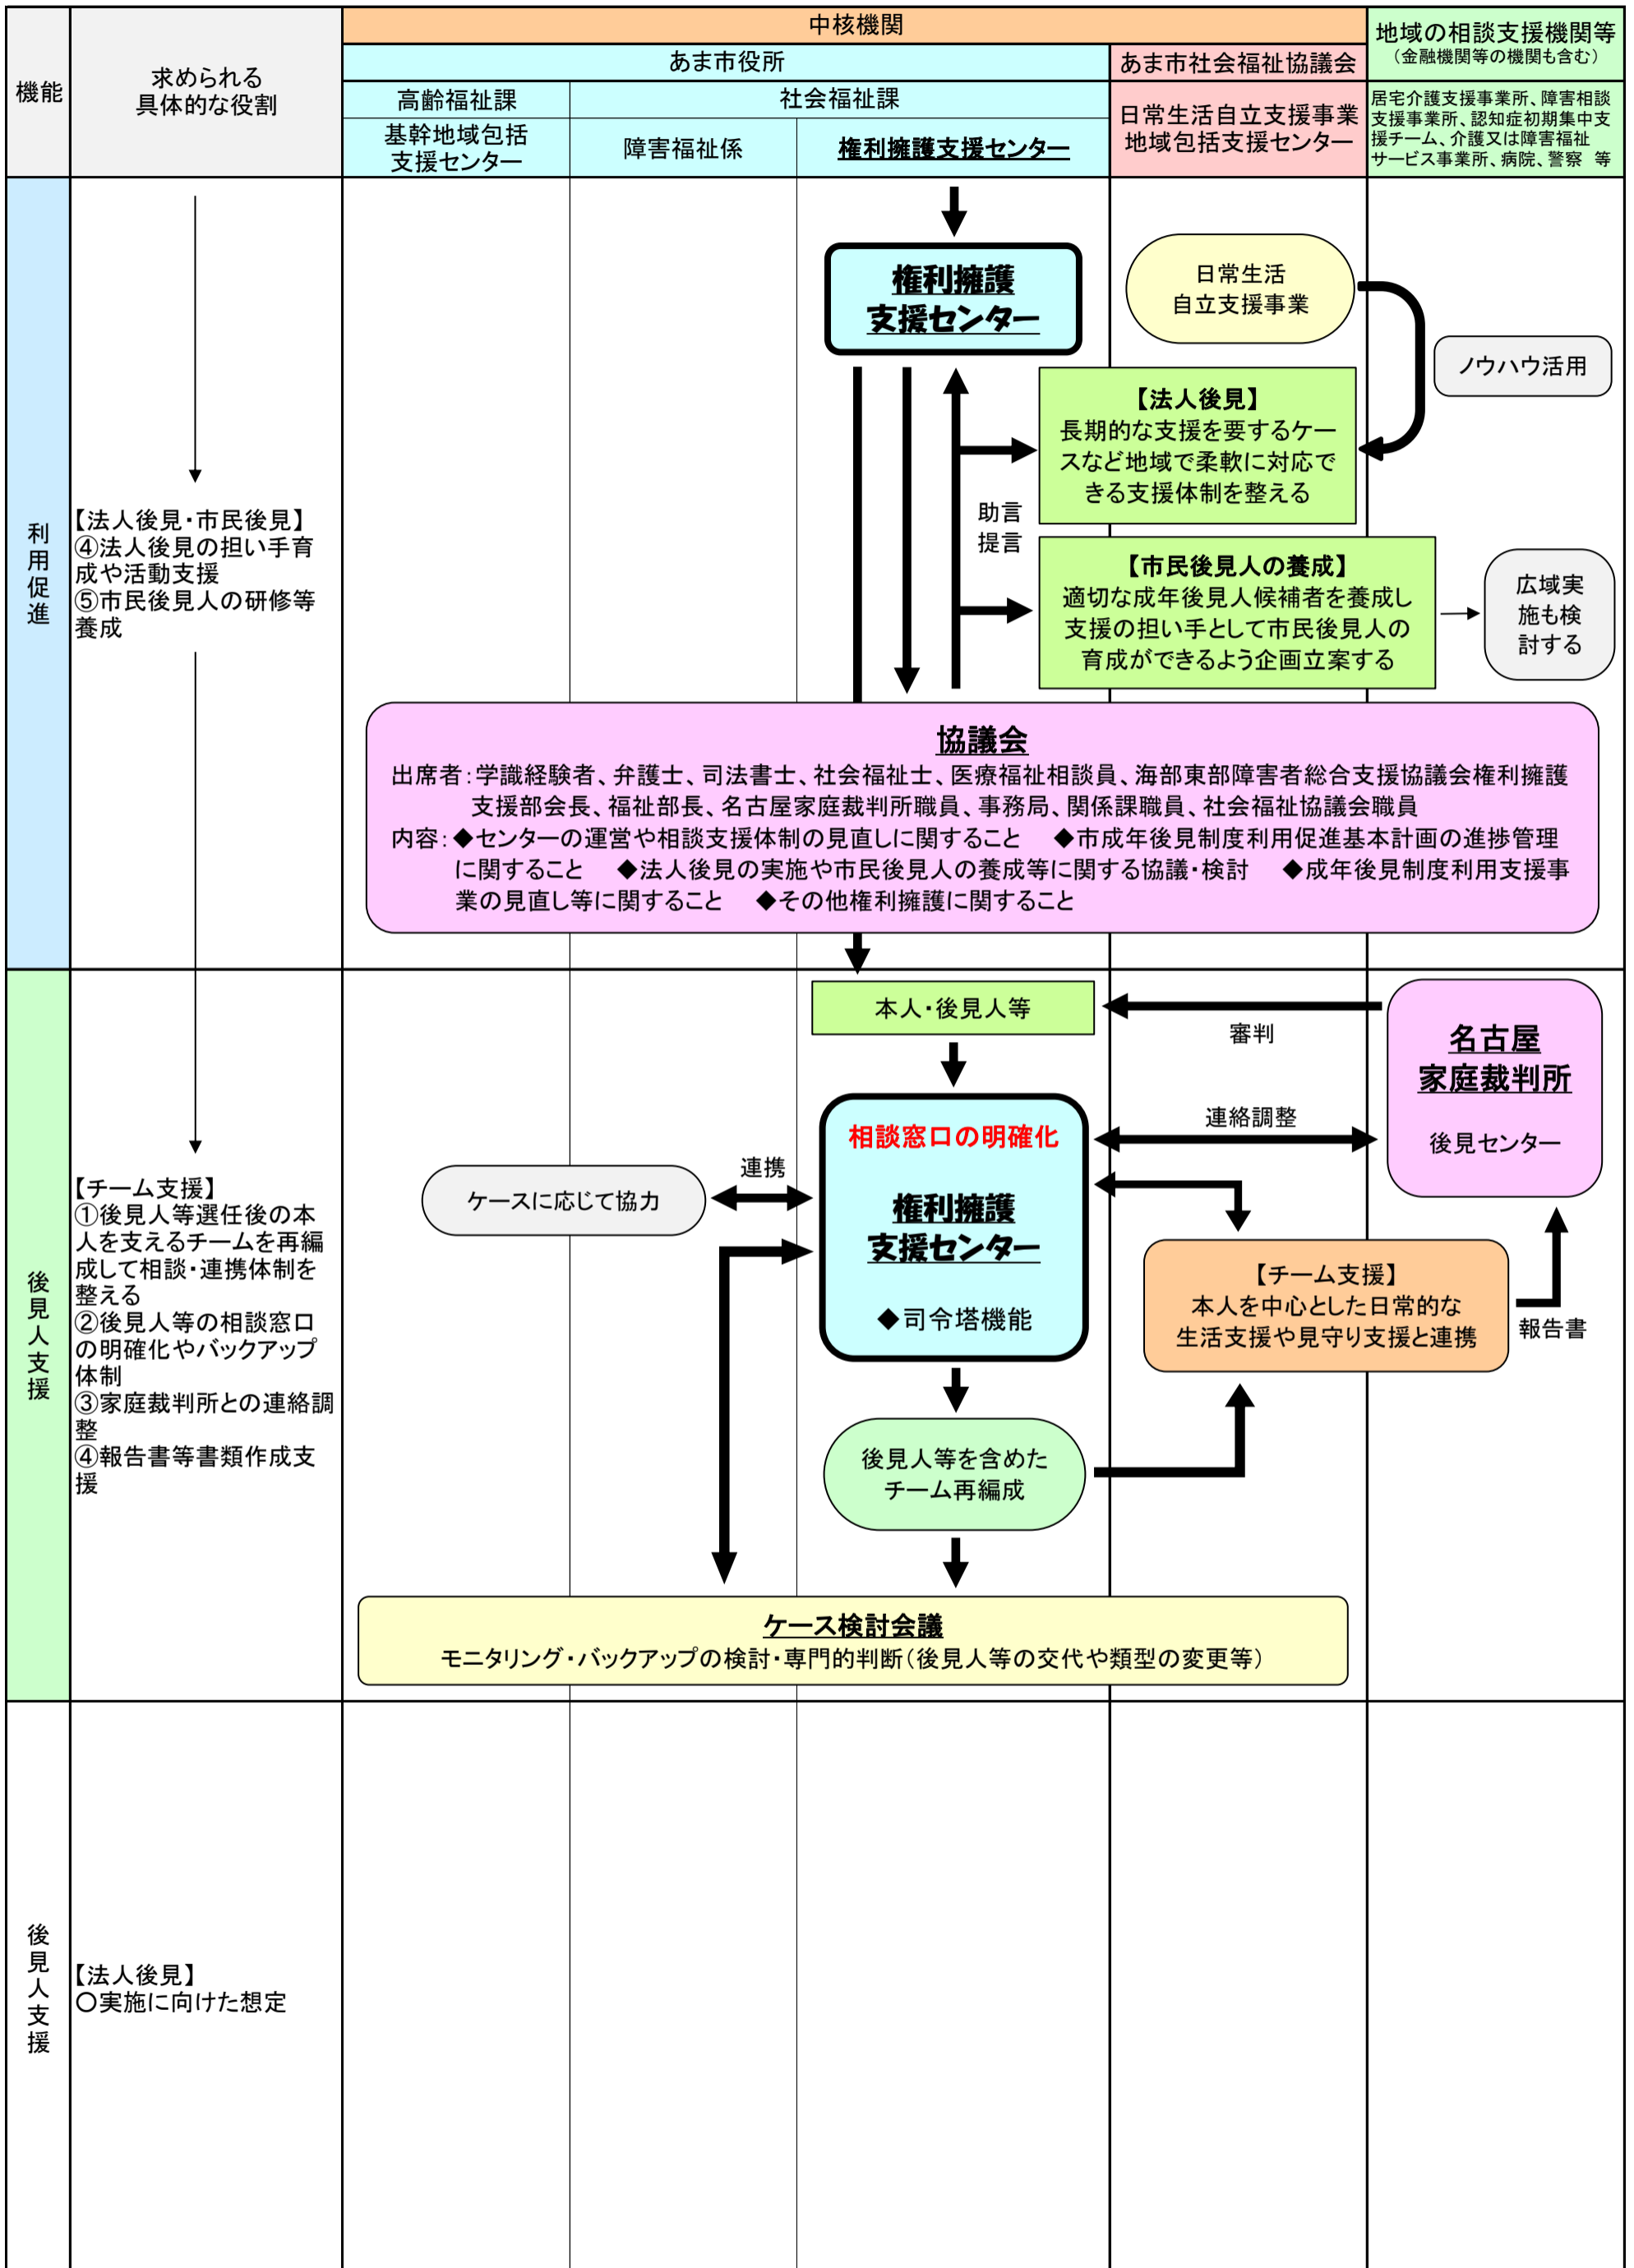 機能
求められる
具体的な役割
中核機関
地域の相談支援機関等
（金融機関等の機関も含む）
あま市役所
あま市社会福祉協議会
高齢福祉課
社会福祉課
日常生活自立支援事業
地域包括支援センター
居宅介護支援事業所、障害相談
支援事業所、認知症初期集中支
援チーム、介護又は障害福祉
サービス事業所、病院、警察　等
基幹地域包括
支援センター
障害福祉係
権利擁護支援センター
利用促進
【法人後見・市民後見】
④法人後見の担い手育
成や活動支援
⑤市民後見人の研修等
養成
権利擁護
支援センター
日常生活
自立支援事業
ノウハウ活用
【法人後見】
長期的な支援を要するケー
スなど地域で柔軟に対応で
きる支援体制を整える
助言
提言
【市民後見人の養成】
適切な成年後見人候補者を養成し
支援の担い手として市民後見人の
育成ができるよう企画立案する
広域実
施も検
討する
協議会
出席者：学識経験者、弁護士、司法書士、社会福祉士、医療福祉相談員、海部東部障害者総合支援協議会権利擁護
支援部会長、福祉部長、名古屋家庭裁判所職員、事務局、関係課職員、社会福祉協議会職員
内容：◆センターの運営や相談支援体制の見直しに関すること　◆市成年後見制度利用促進基本計画の進捗管理
に関すること　◆法人後見の実施や市民後見人の養成等に関する協議・検討　◆成年後見制度利用支援事
業の見直し等に関すること　◆その他権利擁護に関すること
後見人支援
【チーム支援】
①後見人等選任後の本
人を支えるチームを再編
成して相談・連携体制を
整える
②後見人等の相談窓口
の明確化やバックアップ
体制
③家庭裁判所との連絡調
整
④報告書等書類作成支
援
本人・後見人等
審判
名古屋
家庭裁判所
後見センター
連絡調整
相談窓口の明確化
権利擁護
支援センター
◆司令塔機能
連携
ケースに応じて協力
【チーム支援】
本人を中心とした日常的な
生活支援や見守り支援と連携
報告書
後見人等を含めた
チーム再編成
ケース検討会議
モニタリング・バックアップの検討・専門的判断（後見人等の交代や類型の変更等）
後見人支援
【法人後見】
〇実施に向けた想定